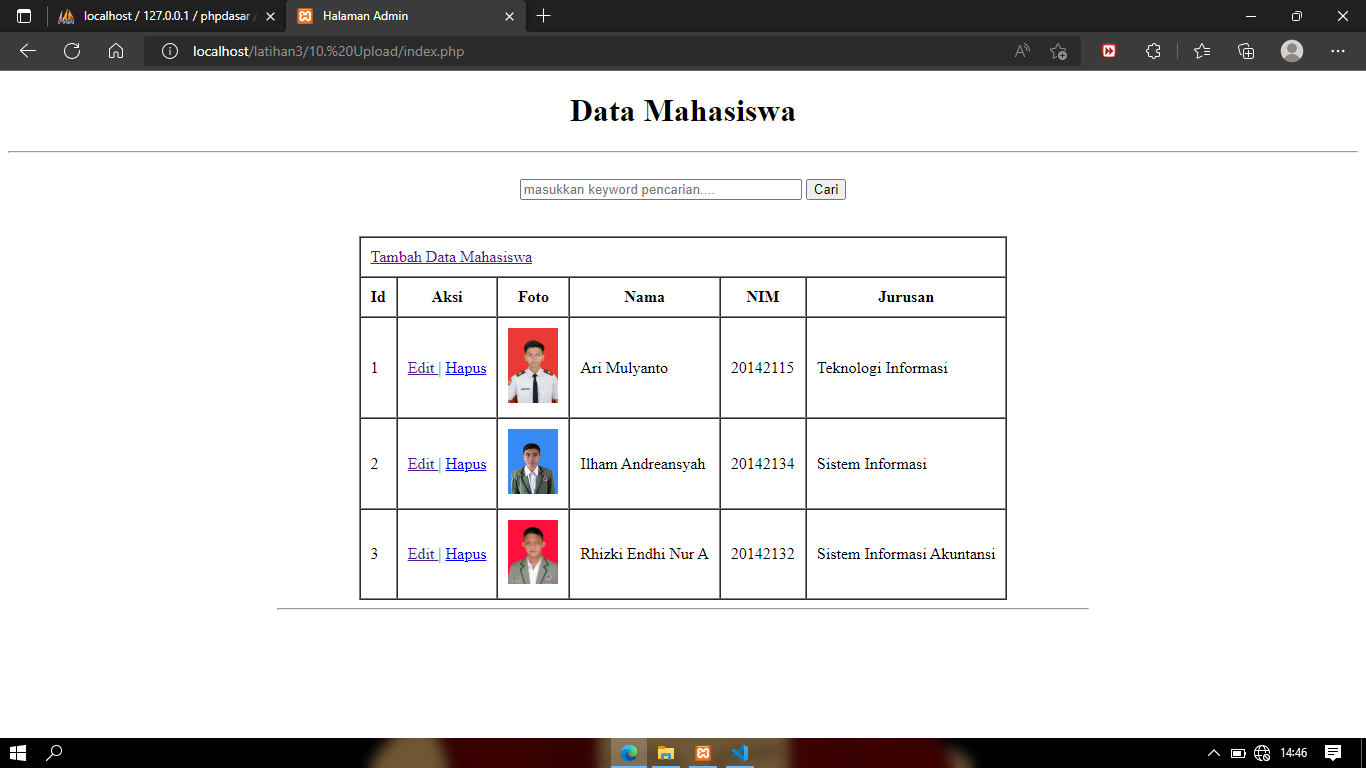 localhost / 127.0.0.1 / phpdasar
Halaman Admin
localhost/latihan3/10.%20Upload/index.php
Data Mahasiswa
masukkan keyword pencarian.... Cari
Tambah Data Mahasiswa
Id Aksi Foto Nama NIM Jurusan
1 Edit | Hapus Ari Mulyanto 20142115 Teknologi Informasi
2 Edit | Hapus Ilham Andreansyah 20142134 Sistem Informasi
3 Edit | Hapus Rhizki Endhi Nur A 20142132 Sistem Informasi Akuntansi
14:46